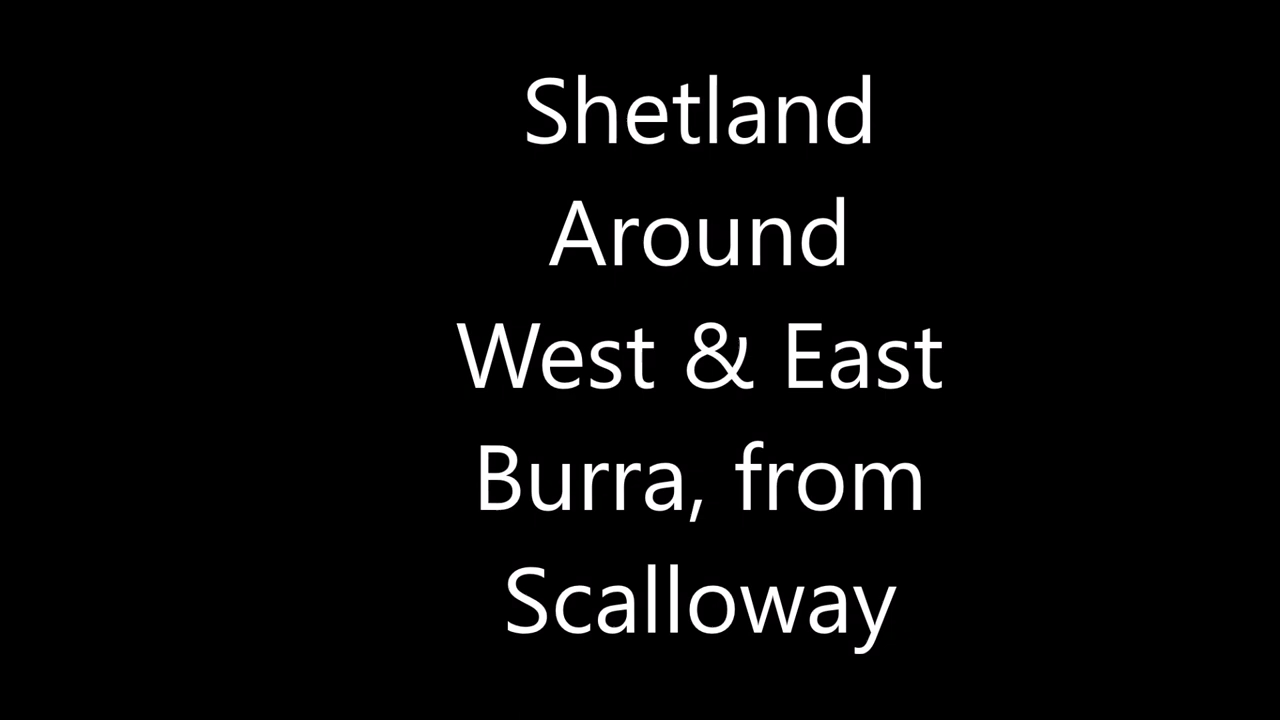 Shetland
Around
West & East
Burra, from
Scalloway